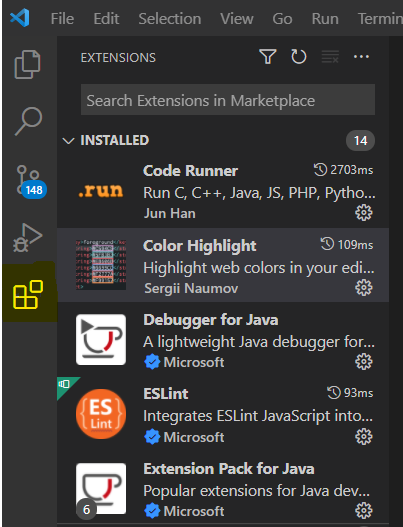 File Edit Selection View Go Run Termin
EXTENSIONS
Search Extensions in Marketplace
INSTALLED 14
Code Runner 2703ms
.run
Run C, C++, Java, JS, PHP, Pytho...
Jun Han
148
Color Highlight 109ms
Highlight web colors in your edi...
Sergii Naumov
Debugger for Java
A lightweight Java debugger for...
Microsoft
ESLint 93ms
ES
Lint
Integrates ESLint JavaScript into...
Microsoft
Extension Pack for Java
Popular extensions for Java dev...
6
Microsoft